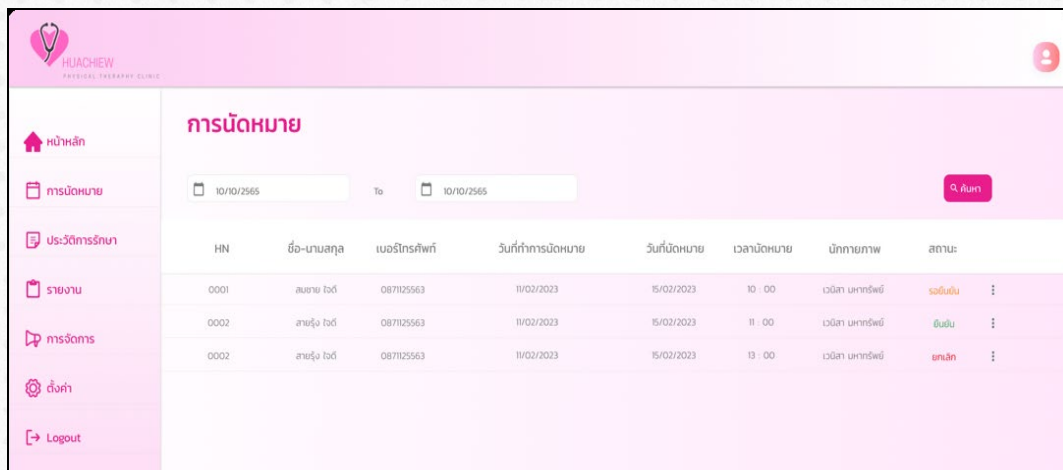 HUACHIEW
PHYSICAL THERAPHY CLINIC
หน้าหลัก
การนัดหมาย
ประวัติการรักษา
รายงาน
การจัดการ
ตั้งค่า
Logout
การนัดหมาย
10/10/2565 To 10/10/2565 ค้นหา
HN ชื่อ-นามสกุล เบอร์โทรศัพท์ วันที่ทำการนัดหมาย วันที่นัดหมาย เวลานัดหมาย นักกายภาพ สถานะ
0001 สมชาย ใจดี 0871125563 11/02/2023 15/02/2023 10 : 00 เวนิสา มหาทรัพย์ รอยืนยัน
0002 สายรุ้ง ใจดี 0871125563 11/02/2023 15/02/2023 11 : 00 เวนิสา มหาทรัพย์ ยืนยัน
0002 สายรุ้ง ใจดี 0871125563 11/02/2023 15/02/2023 13 : 00 เวนิสา มหาทรัพย์ ยกเลิก